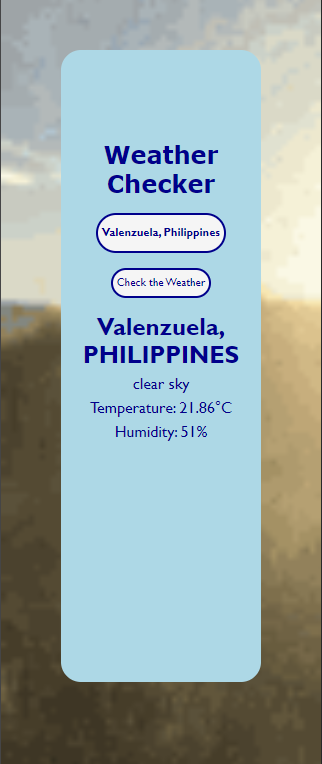 Weather
Checker
Valenzuela, Philippines
Check the Weather
Valenzuela,
PHILIPPINES
clear sky
Temperature: 21.86°C
Humidity: 51%